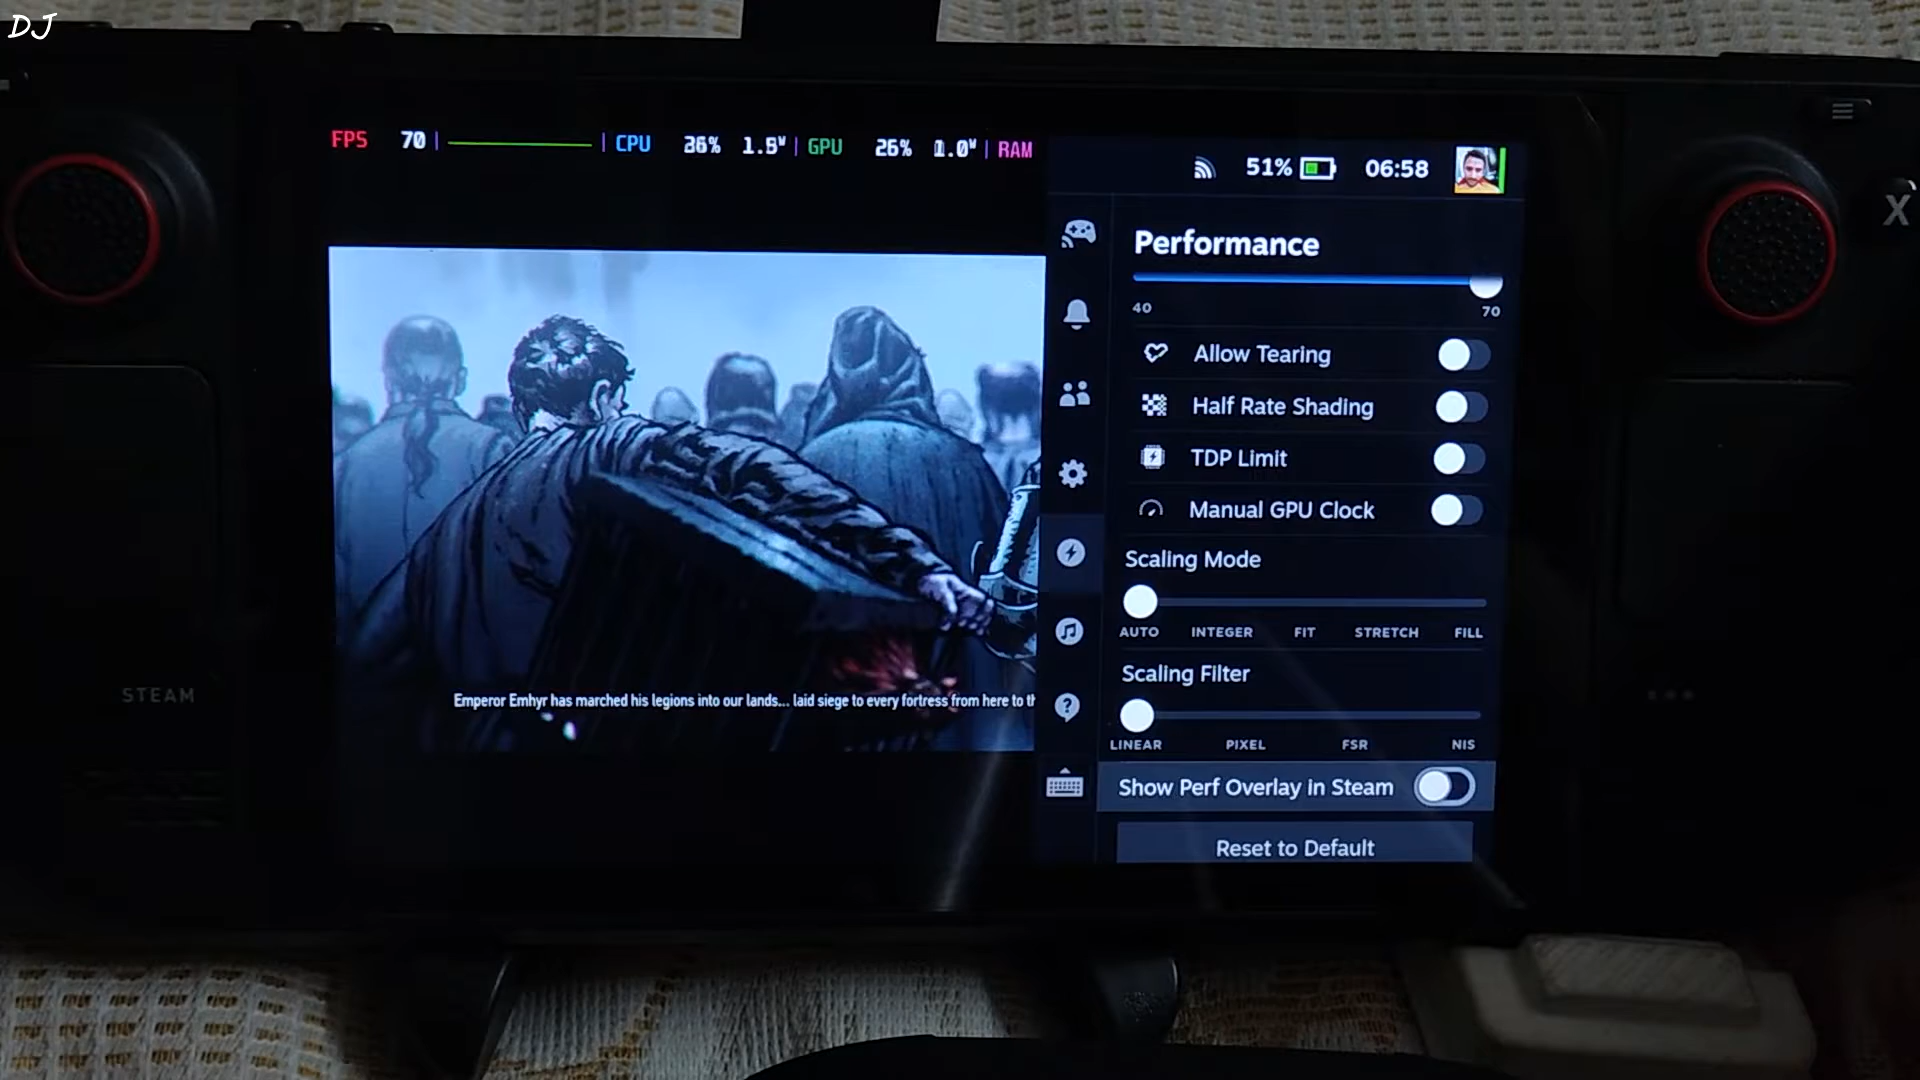 DJ
FPS 70 CPU 36% 1.5W GPU 26% 1.0W RAM
51% 06:58
X
Performance
40 70
Allow Tearing
Half Rate Shading
TDP Limit
Manual GPU Clock
Scaling Mode
AUTO INTEGER FIT STRETCH FILL
Scaling Filter
LINEAR PIXEL FSR NIS
Show Perf Overlay in Steam
Reset to Default
STEAM
Emperor Emhyr has marched his legions into our lands... laid siege to every fortress from here to th